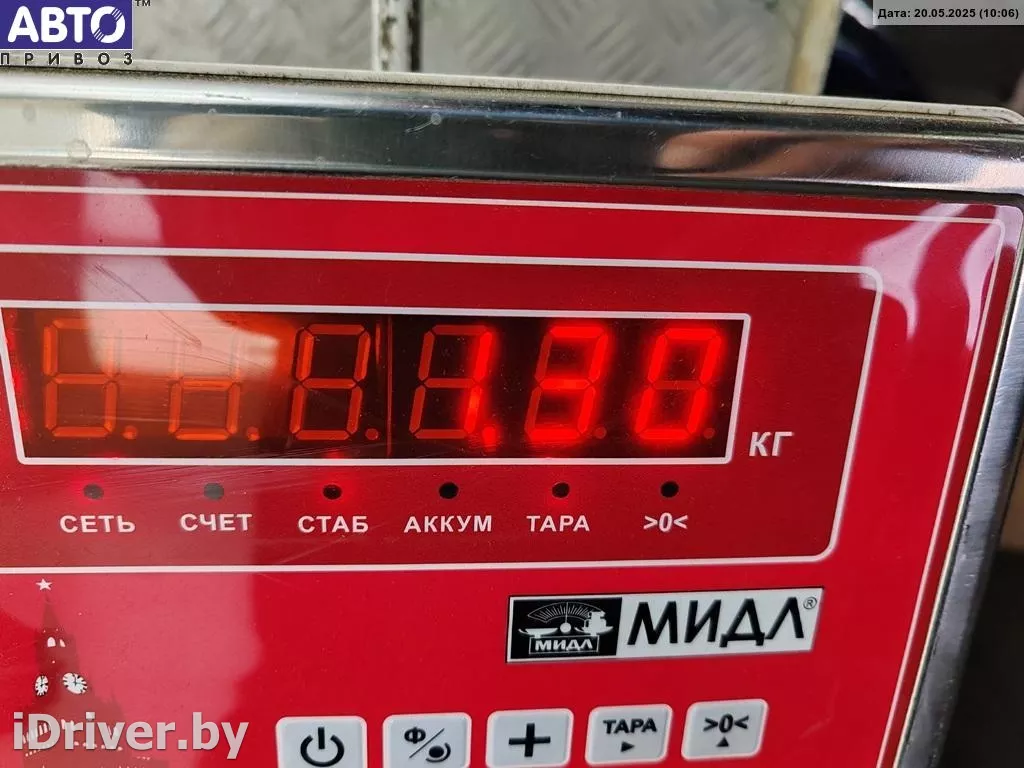 АВТО™
ПРИВОЗ
Дата: 20.05.2025 (10:06)
1.30
КГ
СЕТЬ СЧЕТ СТАБ АККУМ ТАРА >0<
МИДЛ МИДЛ®
Ф ТАРА >0<
iDriver.by